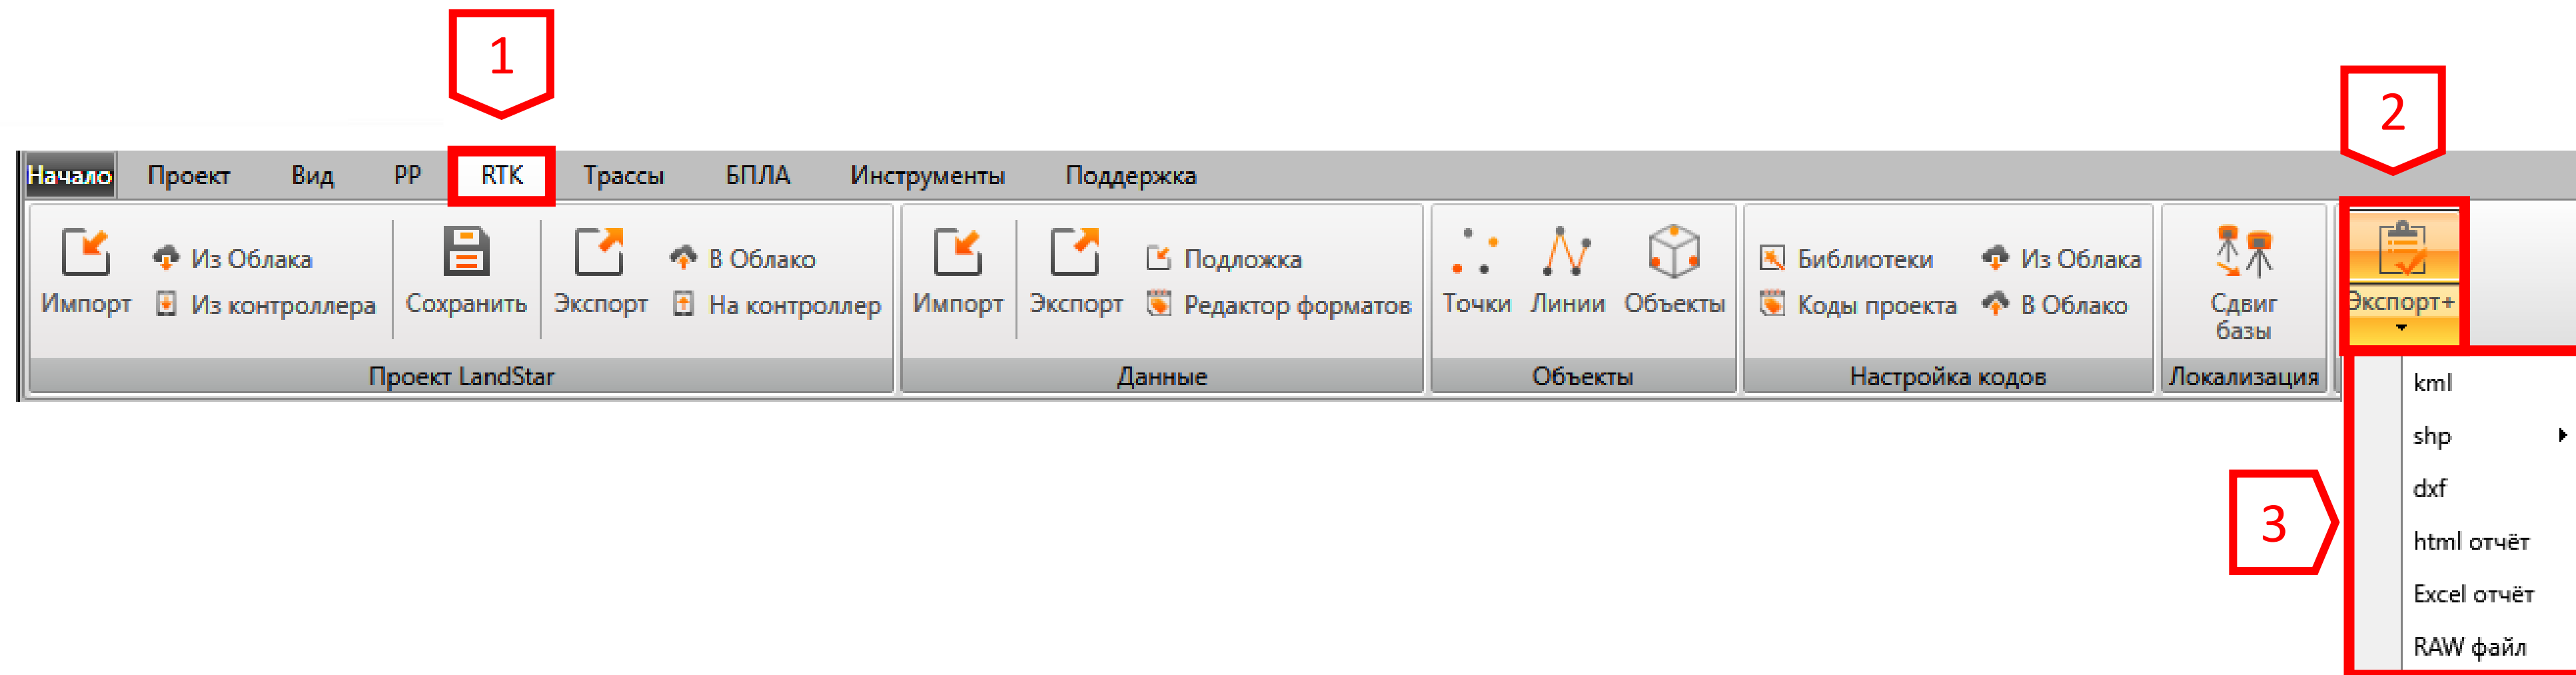 1
2
Начало Проект Вид PP RTK Трассы БПЛА Инструменты Поддержка
Из Облака В Облако Подложка Библиотеки Из Облака
Импорт Из контроллера Сохранить Экспорт На контроллер Импорт Экспорт Редактор форматов Точки Линии Объекты Коды проекта В Облако Сдвиг базы Экспорт+
Проект LandStar Данные Объекты Настройка кодов Локализация
kml
shp
dxf
3
html отчёт
Excel отчёт
RAW файл